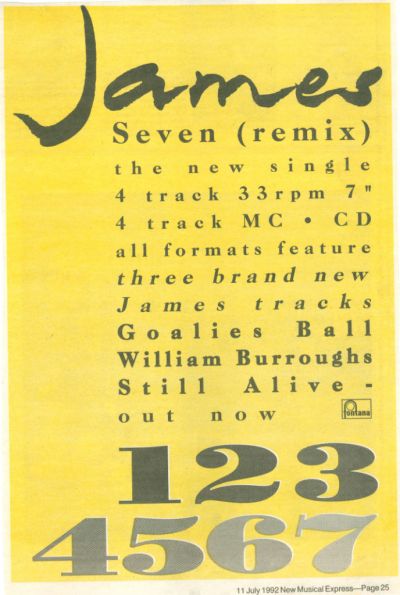 James
Seven (remix)
the new single
4 track 33rpm 7"
4 track MC • CD
all formats feature
three brand new
James tracks
Goalies Ball
William Burroughs
Still Alive -
out now
fontana
123
4567
11 July 1992 New Musical Express—Page 25